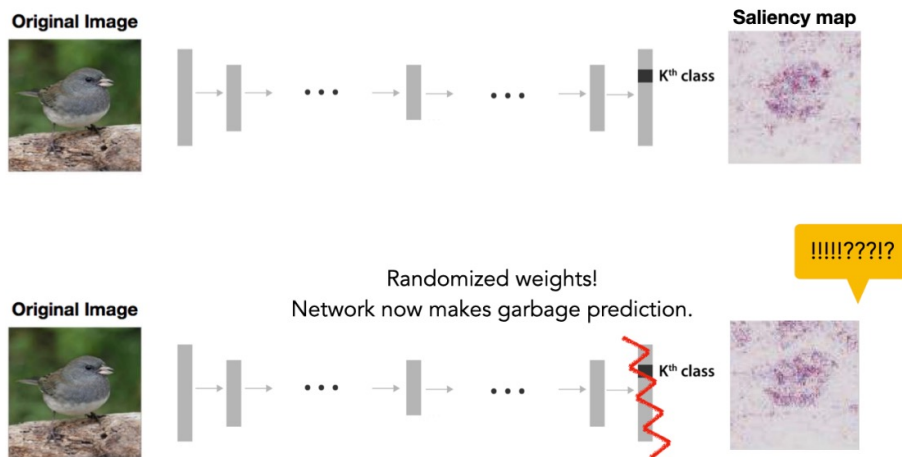 Original Image
Saliency map
Kth class
!!!!!???!?
Randomized weights!
Network now makes garbage prediction.
Original Image
Kth class